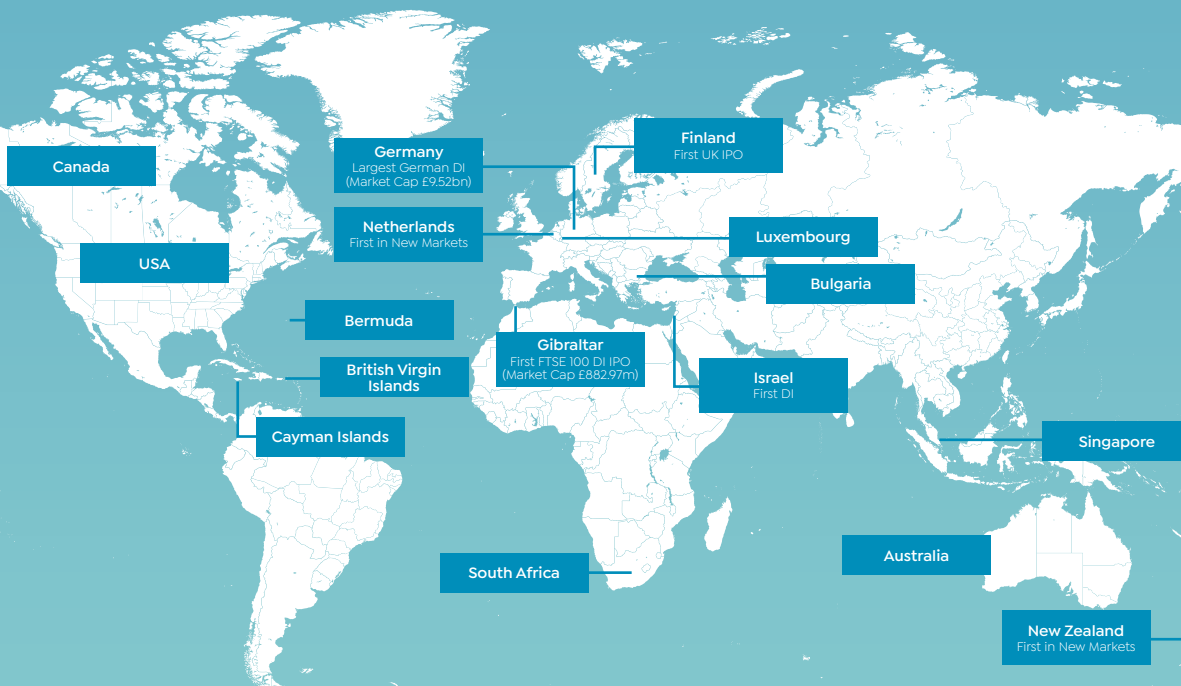 Canada
USA
Germany
Largest German DI
(Market Cap £9.52bn)
Netherlands
First in New Markets
Finland
First UK IPO
Luxembourg
Bulgaria
Bermuda
British Virgin
Islands
Cayman Islands
Gibraltar
First FTSE 100 DI IPO
(Market Cap £882.97m)
Israel
First DI
Singapore
South Africa
Australia
New Zealand
First in New Markets